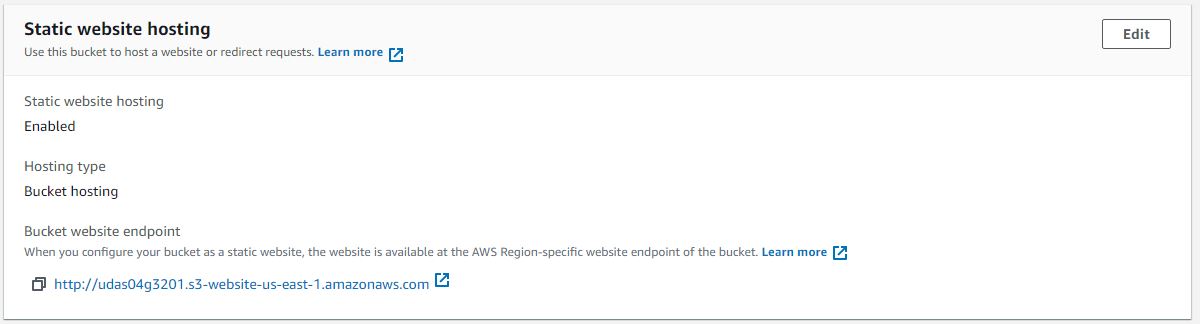 Static website hosting
Edit
Use this bucket to host a website or redirect requests. Learn more
Static website hosting
Enabled
Hosting type
Bucket hosting
Bucket website endpoint
When you configure your bucket as a static website, the website is available at the AWS Region-specific website endpoint of the bucket. Learn more
http://udas04g3201.s3-website-us-east-1.amazonaws.com